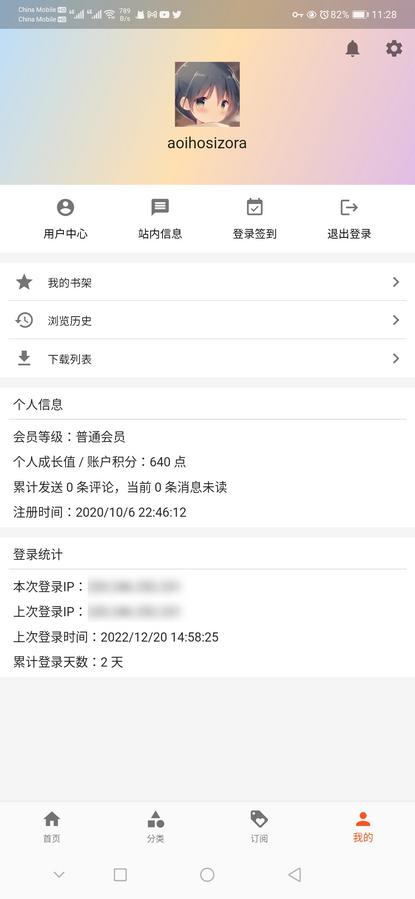 China Mobile HD
China Mobile HD
789 B/s
82%
11:28
aoihosizora
用户中心
站内信息
登录签到
退出登录
我的书架
浏览历史
下载列表
个人信息
会员等级：普通会员
个人成长值 / 账户积分：640 点
累计发送 0 条评论，当前 0 条消息未读
注册时间：2020/10/6 22:46:12
登录统计
本次登录IP：
上次登录IP：
上次登录时间：2022/12/20 14:58:25
累计登录天数：2 天
首页
分类
订阅
我的